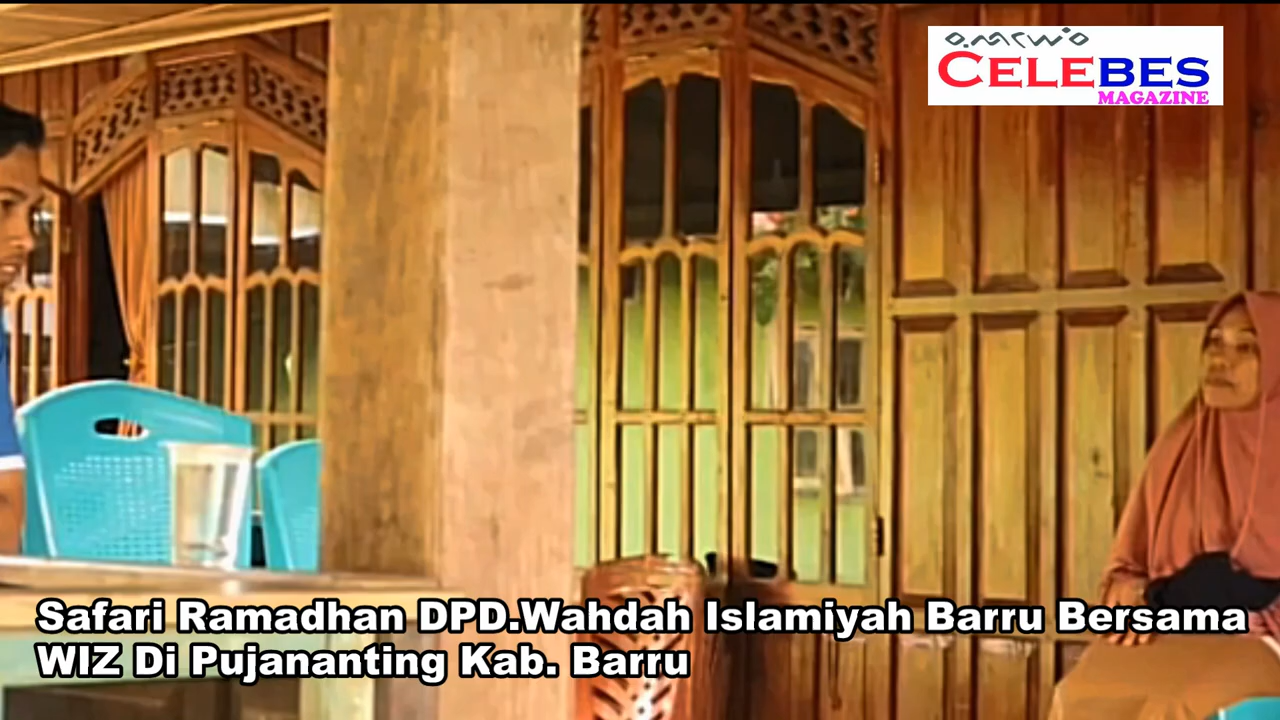 CELEBES
MAGAZINE
Safari Ramadhan DPD.Wahdah Islamiyah Barru Bersama
WIZ Di Pujananting Kab. Barru